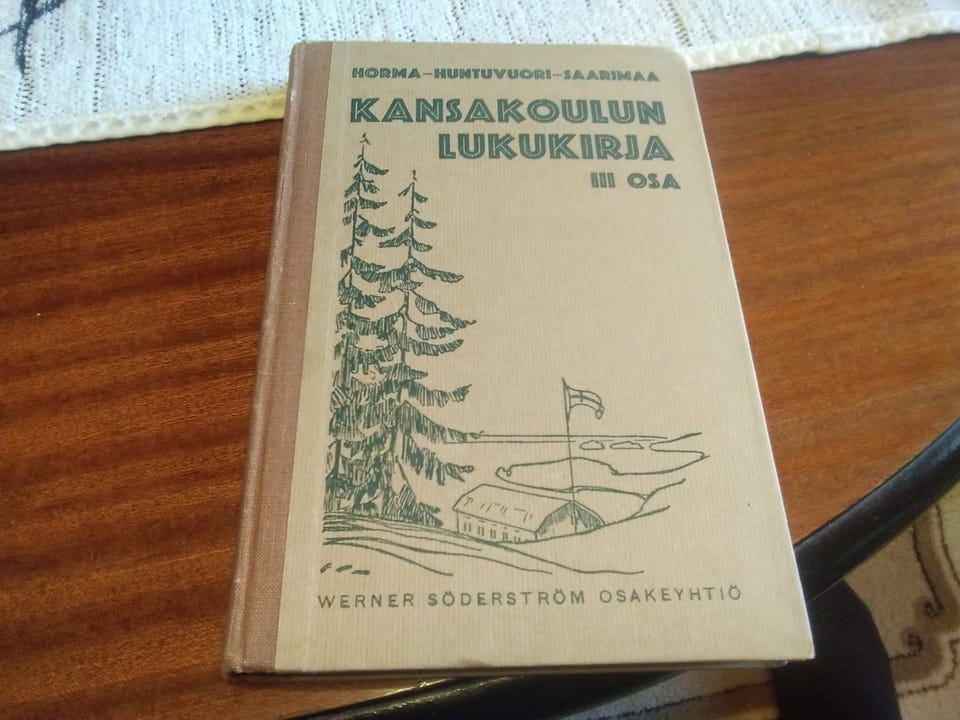 HORMA-HUNTUVUORI-SAARIMAA
KANSAKOULUN
LUKUKIRJA
III OSA
WERNER SÖDERSTRÖM OSAKEYHTIÖ